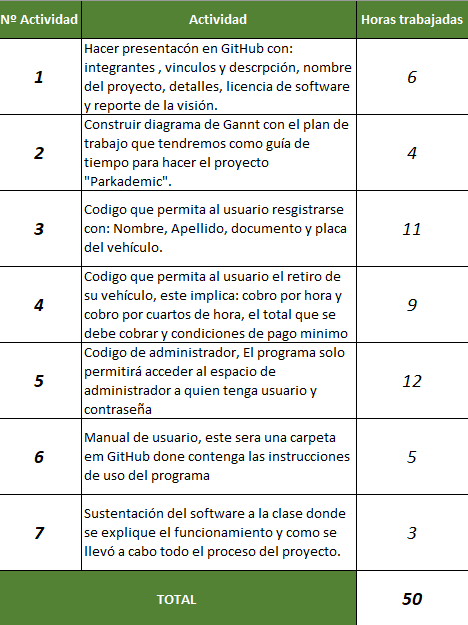 Nº Actividad Actividad Horas trabajadas
Hacer presentacón en GitHub con:
integrantes , vinculos y descrpción, nombre
1 del proyecto, detalles, licencia de software 6
y reporte de la visión.
Construir diagrama de Gannt con el plan de
trabajo que tendremos como guía de
2 tiempo para hacer el proyecto 4
"Parkademic".
Codigo que permita al usuario resgistrarse
3 con: Nombre, Apellido, documento y placa 11
del vehículo.
Codigo que permita al usuario el retiro de
su vehículo, este implica: cobro por hora y
4 cobro por cuartos de hora, el total que se 9
debe cobrar y condiciones de pago minimo
Codigo de administrador, El programa solo
permitirá acceder al espacio de
5 administrador a quien tenga usuario y 12
contraseña
Manual de usuario, este sera una carpeta
6 em GitHub done contenga las instrucciones 5
de uso del programa
Sustentación del software a la clase donde
7 se explique el funcionamiento y como se 3
llevó a cabo todo el proceso del proyecto.
TOTAL 50